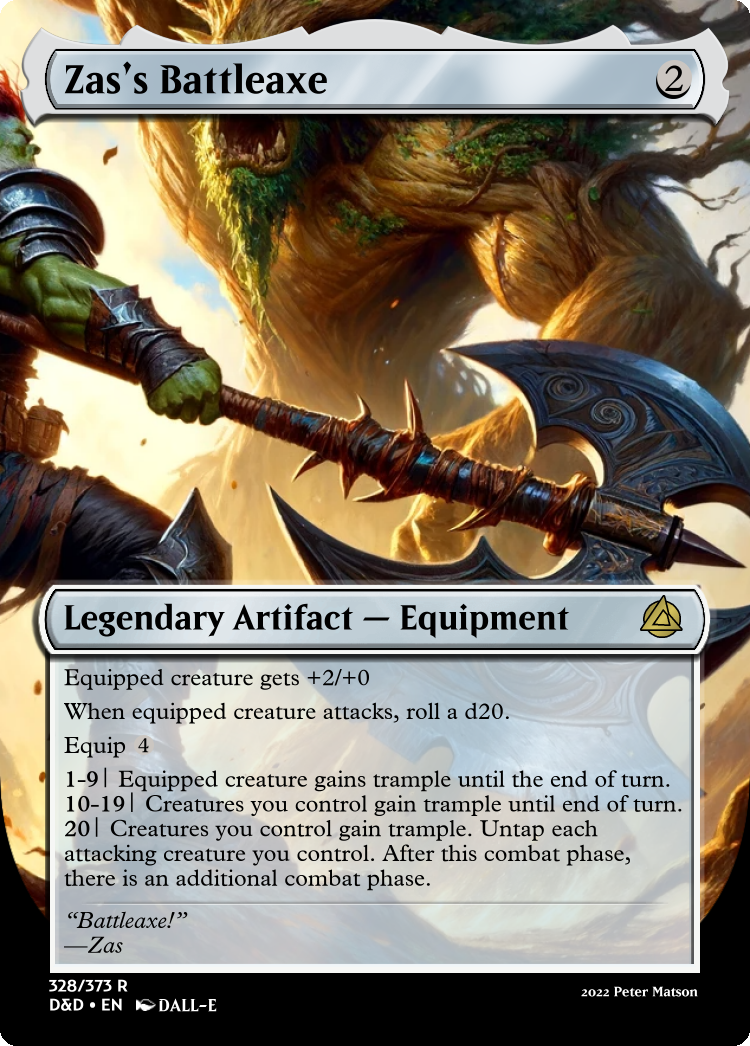 Zas's Battleaxe
2
Legendary Artifact — Equipment
Equipped creature gets +2/+0
When equipped creature attacks, roll a d20.
Equip 4
1-9| Equipped creature gains trample until the end of turn.
10-19| Creatures you control gain trample until end of turn.
20| Creatures you control gain trample. Untap each
attacking creature you control. After this combat phase,
there is an additional combat phase.
“Battleaxe!”
—Zas
328/373 R
D&D • EN DALL-E
2022 Peter Matson